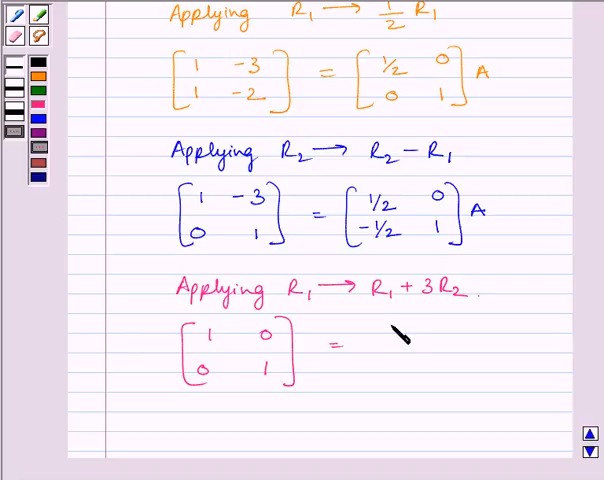 Applying R₁ → 1/2 R₁
[1 -3; 1 -2] = [1/2 0; 0 1] A
Applying R₂ → R₂ - R₁
[1 -3; 0 1] = [1/2 0; -1/2 1] A
Applying R₁ → R₁ + 3R₂.
[1 0; 0 1] =